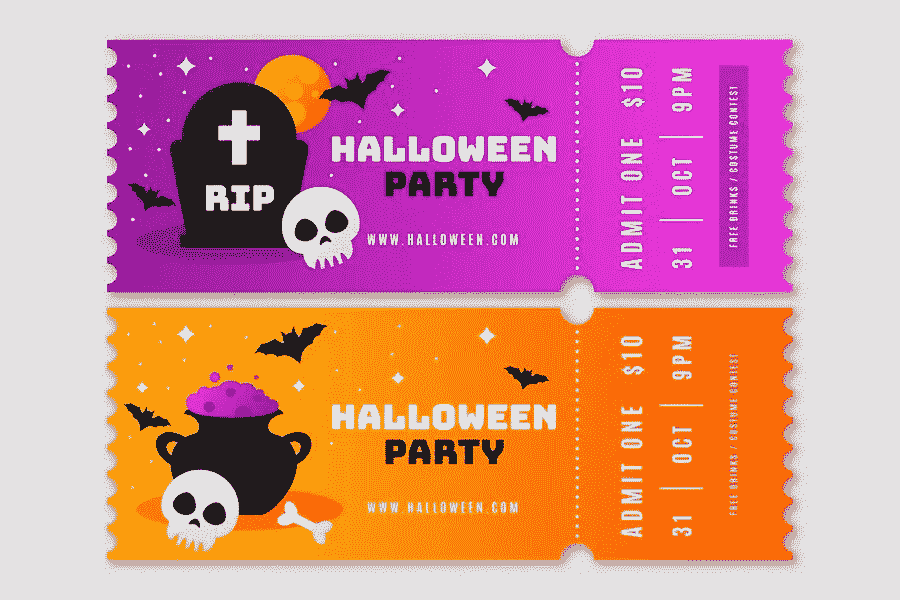 RIP
HALLOWEEN
PARTY
WWW.HALLOWEEN.COM
ADMIT ONE $10
31 | OCT | 9PM
FREE DRINKS / COSTUME CONTEST
HALLOWEEN
PARTY
WWW.HALLOWEEN.COM
ADMIT ONE $10
31 | OCT | 9PM
FREE DRINKS / COSTUME CONTEST